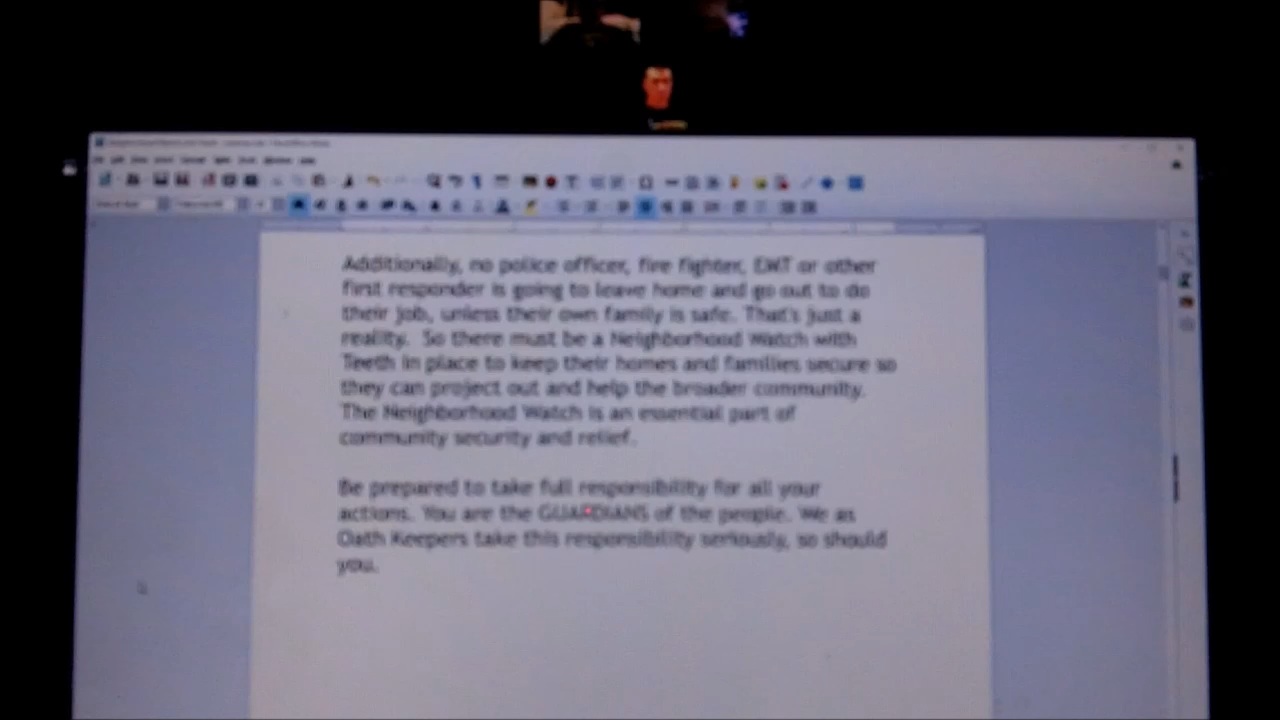 Additionally, no police officer, fire fighter, EMT or other
first responder is going to leave home and go out to do
their job, unless their own family is safe. That's just a
reality. So there must be a Neighborhood Watch with
Teeth in place to keep their homes and families secure so
they can project out and help the broader community.
The Neighborhood Watch is an essential part of
community security and relief.
Be prepared to take full responsibility for all your
actions. You are the GUARDIANS of the people. We as
Oath Keepers take this responsibility seriously, so should
you.